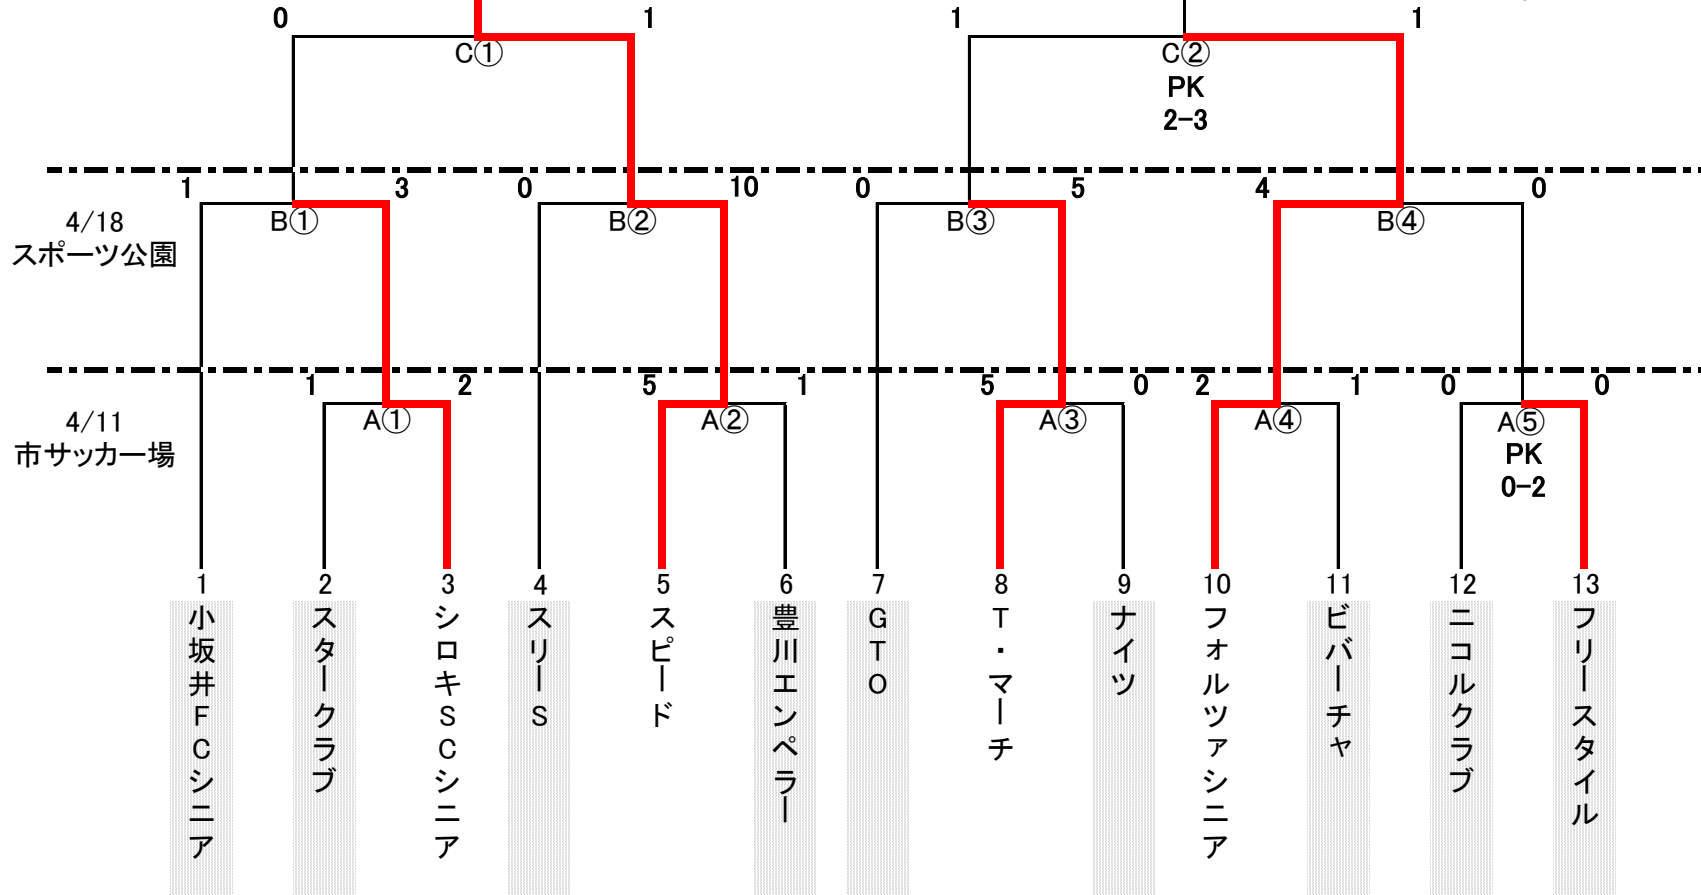 0 1 1 1
C① C②
PK
2-3
1 3 0 10 0 5 4 0
4/18
スポーツ公園
B① B② B③ B④
1 2 5 1 5 0 2 1 0 0
4/11
市サッカー場
A① A② A③ A④ A⑤
PK
0-2
1 2 3 4 5 6 7 8 9 10 11 12 13
小坂井FCシニア
スタークラブ
シロキSCシニア
スリーS
スピード
豊川エンペラー
GTO
T・マーチ
ナイツ
フォルツァシニア
ビバーチャ
ニコルクラブ
フリースタイル